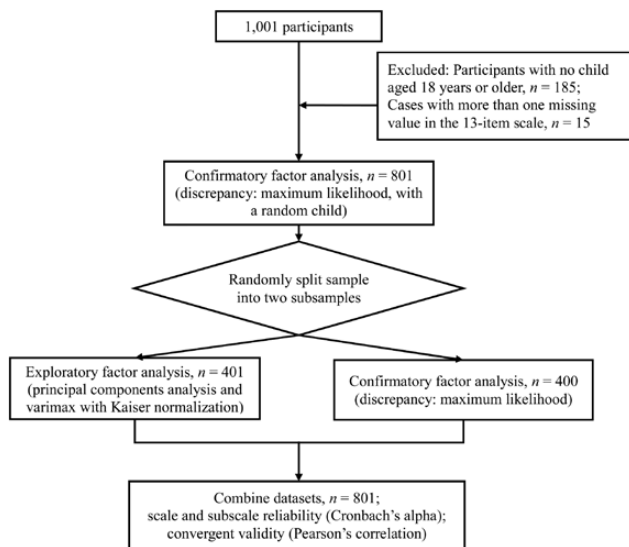 1,001 participants
Excluded: Participants with no child
aged 18 years or older, n = 185;
Cases with more than one missing
value in the 13-item scale, n = 15
Confirmatory factor analysis, n = 801
(discrepancy: maximum likelihood, with
a random child)
Randomly split sample
into two subsamples
Exploratory factor analysis, n = 401
(principal components analysis and
varimax with Kaiser normalization)
Confirmatory factor analysis, n = 400
(discrepancy: maximum likelihood)
Combine datasets, n = 801;
scale and subscale reliability (Cronbach’s alpha);
convergent validity (Pearson’s correlation)